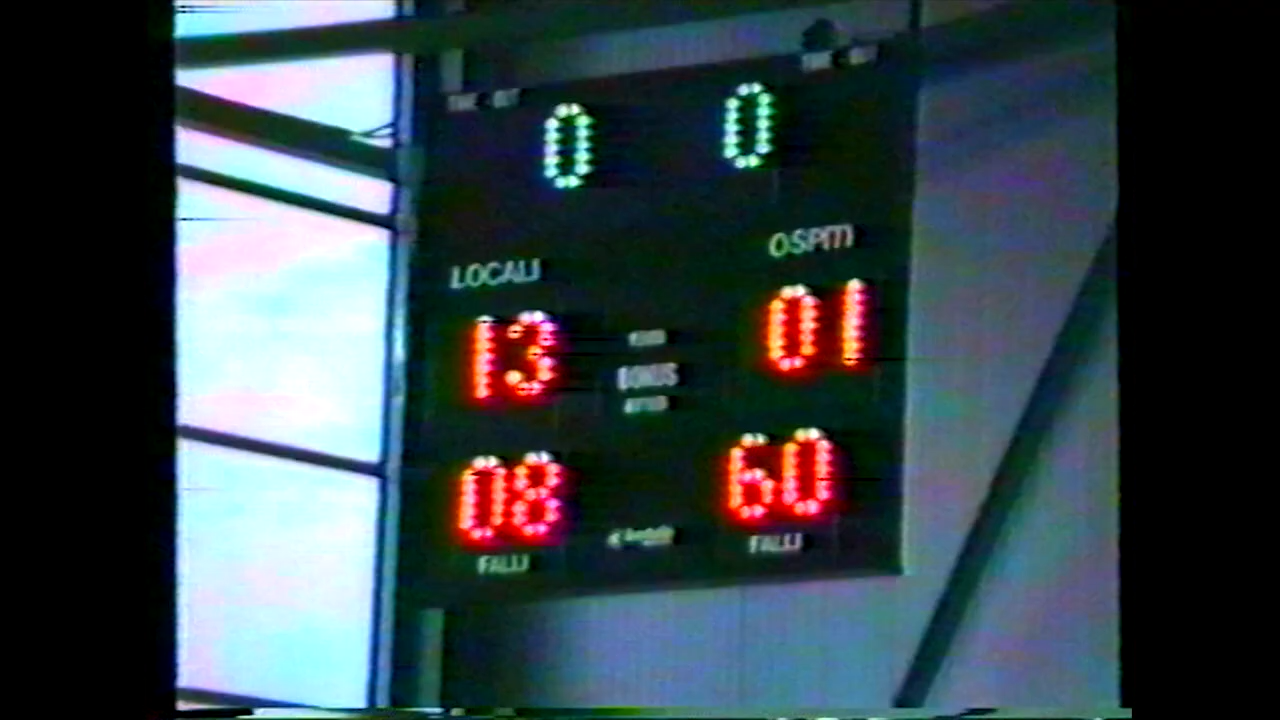 0 0
LOCALI OSPITI
13 01
BONUS
08 60
FALLI FALLI